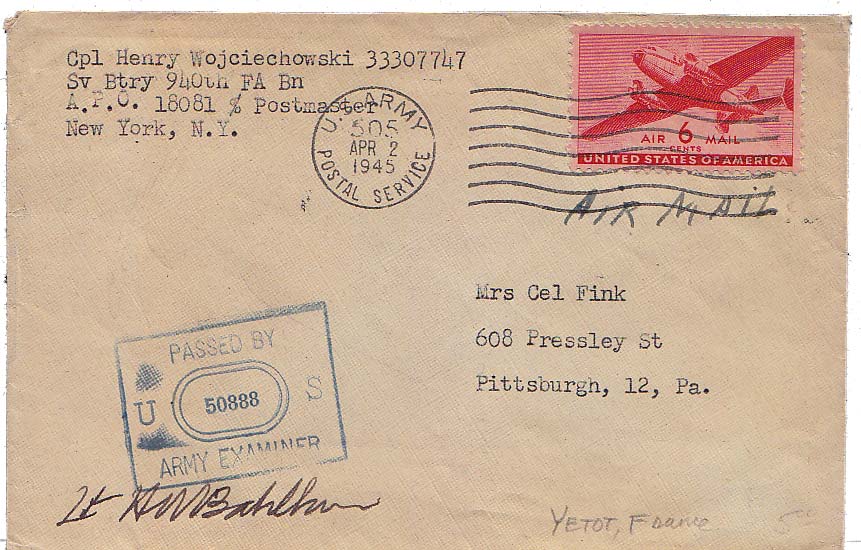 Cpl Henry Wojciechowski 33307747
Sv Btry 940th FA Bn
A.P.O. 18081 % Postmaster
New York, N.Y.
U.S. ARMY
505
APR 2
1945
POSTAL SERVICE
AIR 6 MAIL
CENTS
UNITED STATES OF AMERICA
AIR MAIL
Mrs Cel Fink
608 Pressley St
Pittsburgh, 12, Pa.
PASSED BY
U 50888 S
ARMY EXAMINER
Lt
YETOT, France